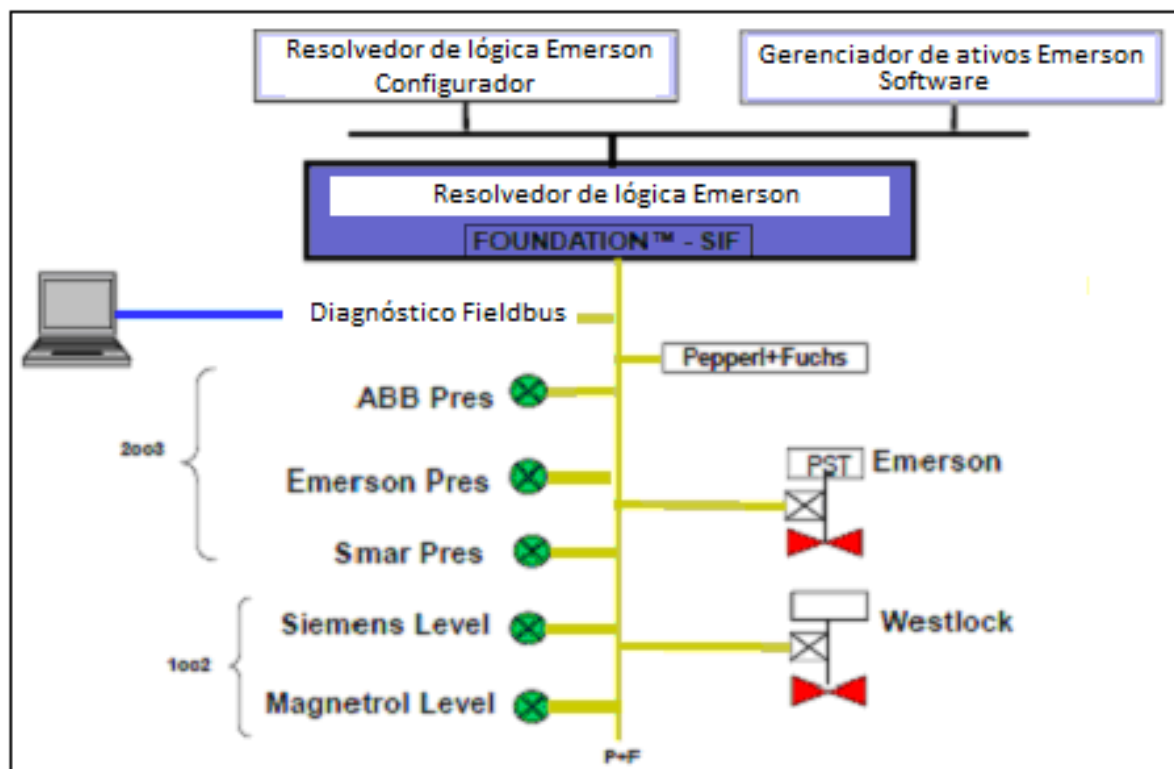 Resolvedor de lógica Emerson
Configurador
Gerenciador de ativos Emerson
Software
Resolvedor de lógica Emerson
FOUNDATION™ - SIF
Diagnóstico Fieldbus
Pepperl+Fuchs
ABB Pres
2oo3
Emerson Pres
PST
Emerson
Smar Pres
Siemens Level
Westlock
1oo2
Magnetrol Level
P+F